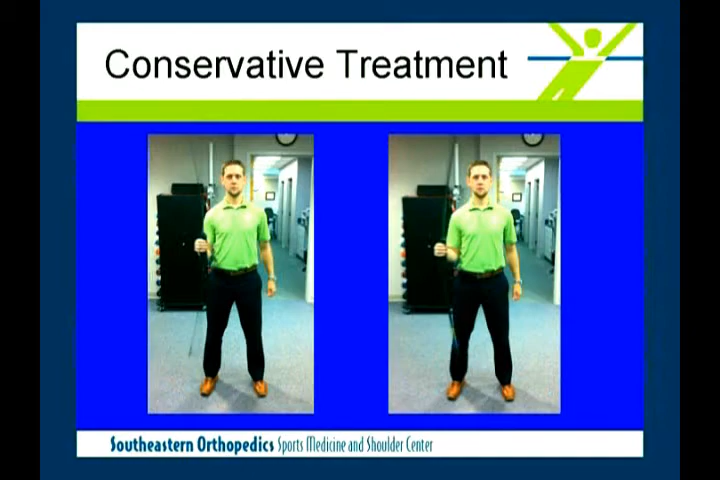 Conservative Treatment
Southeastern Orthopedics Sports Medicine and Shoulder Center